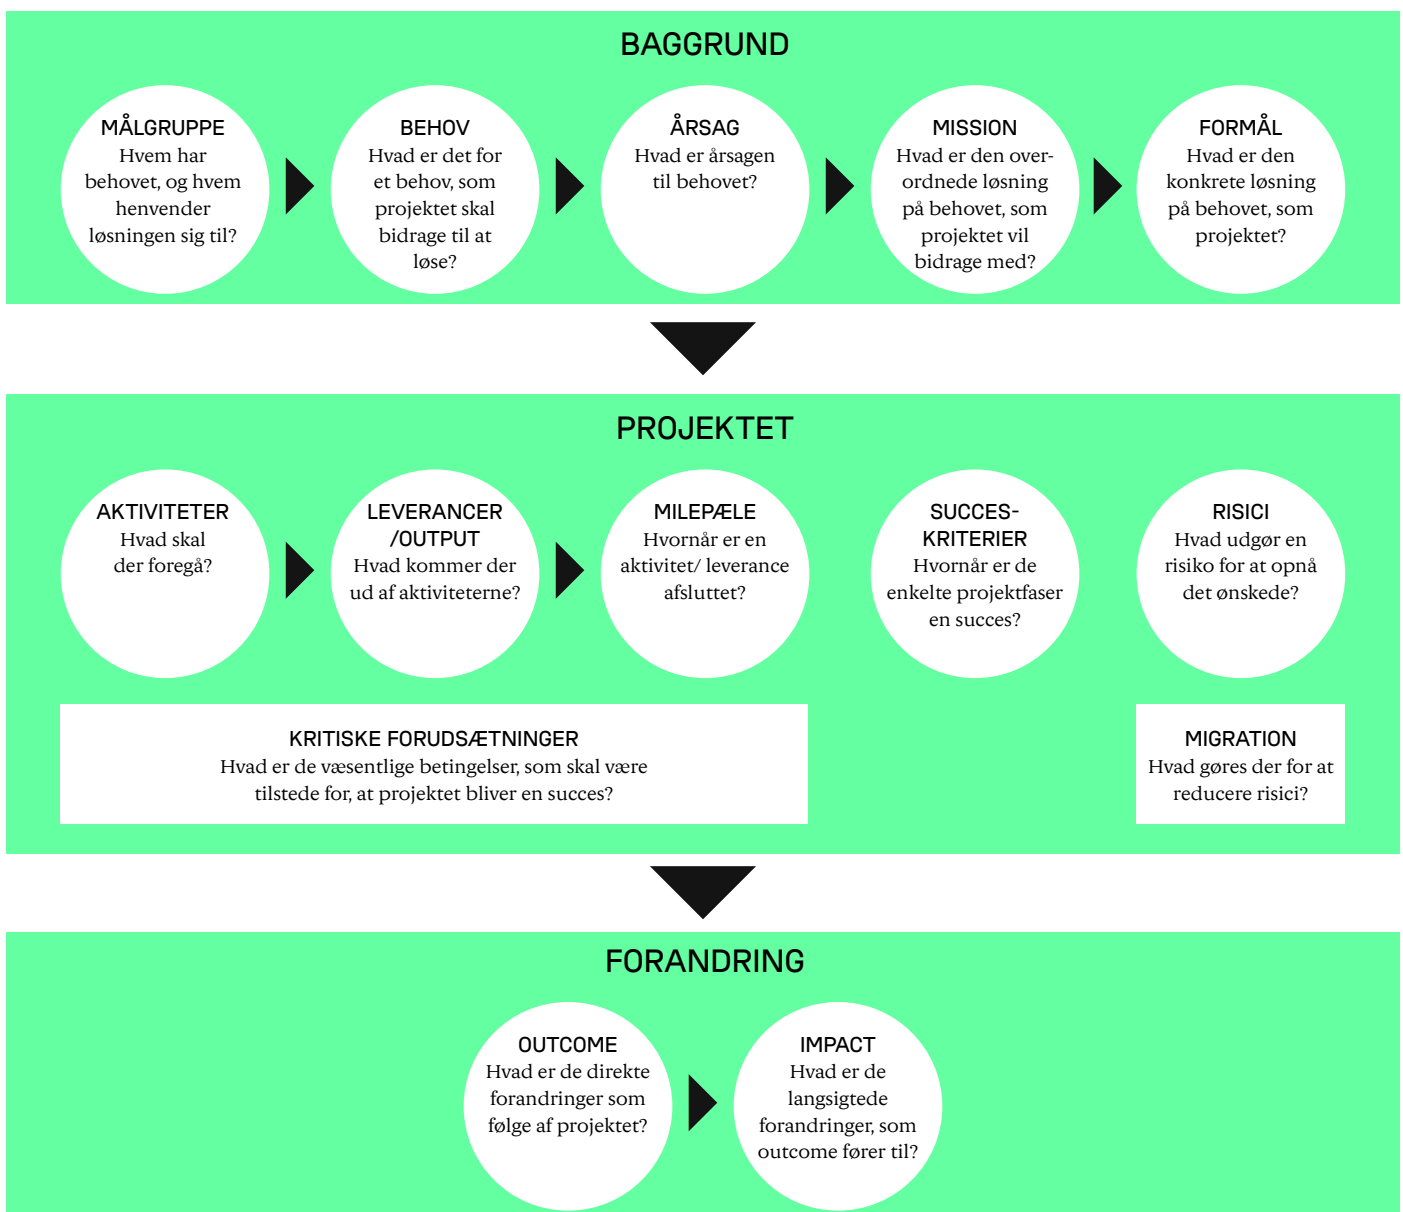 BAGGRUND
MÅLGRUPPE
Hvem har
behovet, og hvem
henvender
løsningen sig til?
BEHOV
Hvad er det for
et behov, som
projektet skal
bidrage til at
løse?
ÅRSAG
Hvad er årsagen
til behovet?
MISSION
Hvad er den over-
ordnede løsning
på behovet, som
projektet vil
bidrage med?
FORMÅL
Hvad er den
konkrete løsning
på behovet, som
projektet?
PROJEKTET
AKTIVITETER
Hvad skal
der foregå?
LEVERANCER
/OUTPUT
Hvad kommer der
ud af aktiviteterne?
MILEPÆLE
Hvornår er en
aktivitet/ leverance
afsluttet?
SUCCES-
KRITERIER
Hvornår er de
enkelte projektfaser
en succes?
RISICI
Hvad udgør en
risiko for at opnå
det ønskede?
KRITISKE FORUDSÆTNINGER
Hvad er de væsentlige betingelser, som skal være
tilstede for, at projektet bliver en succes?
MIGRATION
Hvad gøres der for at
reducere risici?
FORANDRING
OUTCOME
Hvad er de direkte
forandringer som
følge af projektet?
IMPACT
Hvad er de
langsigtede
forandringer, som
outcome fører til?